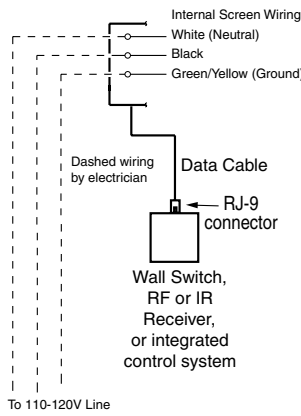 Internal Screen Wiring
White (Neutral)
Black
Green/Yellow (Ground)
Dashed wiring
by electrician
Data Cable
RJ-9
connector
Wall Switch,
RF or IR
Receiver,
or integrated
control system
To 110-120V Line